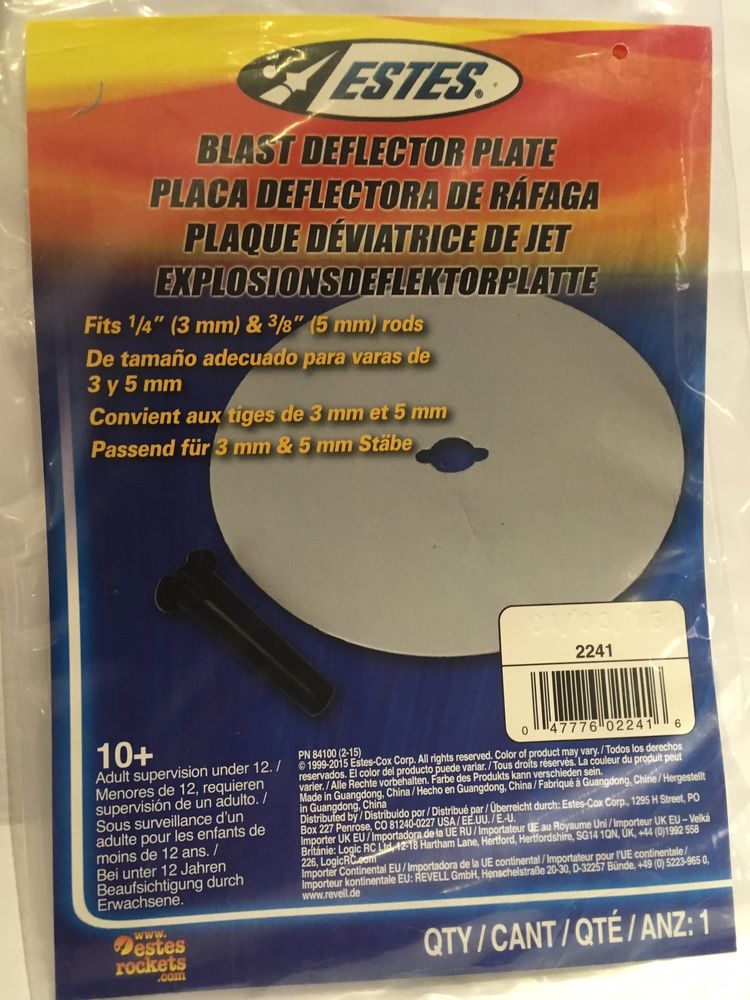 ESTES®
BLAST DEFLECTOR PLATE
PLACA DEFLECTORA DE RÁFAGA
PLAQUE DÉVIATRICE DE JET
EXPLOSIONSDEFLEKTORPLATTE
Fits 1/4" (3 mm) & 3/8" (5 mm) rods
De tamaño adecuado para varas de
3 y 5 mm
Convient aux tiges de 3 mm et 5 mm
Passend für 3 mm & 5 mm Stäbe
2241
0 47776 02241 6
10+
Adult supervision under 12. /
Menores de 12, requieren
supervisión de un adulto. /
Sous surveillance d'un
adulte pour les enfants de
moins de 12 ans. /
Bei unter 12 Jahren
Beaufsichtigung durch
Erwachsene.
PN 84100 (2-15)
© 1999-2015 Estes-Cox Corp. All rights reserved. Color of product may vary. / Todos los derechos
reservados. El color del producto puede variar. / Tous droits réservés. La couleur du produit peut
varier. / Alle Rechte vorbehalten. Farbe des Produkts kann verschieden sein.
Made in Guangdong, China / Hecho en Guangdong, China / Fabriqué à Guangdong, Chine / Hergestellt
in Guangdong, China
Distributed by / Distribuido por / Distribué par / Überreicht durch: Estes-Cox Corp., 1295 H Street, PO
Box 227 Penrose, CO 81240-0227 USA / EE.UU. / E.-U.
Importer UK EU / Importadora de la UE RU / Importateur UE au Royaume Uni / Importeur UK EU – Velká
Británie: Logic RC Ltd, 12-18 Hartham Lane, Hertford, Hertfordshire, SG14 1QN, UK, +44 (0)1992 558
226, LogicRC.com
Importer Continental EU / Importadora de la UE continental / Importateur pour l'UE continentale /
Importeur kontinentale EU: REVELL GmbH, Henschelstraße 20-30, D-32257 Bünde, +49 (0) 5223-965 0,
www.revell.de
www.
estes
rockets
.com
QTY / CANT / QTÉ / ANZ: 1